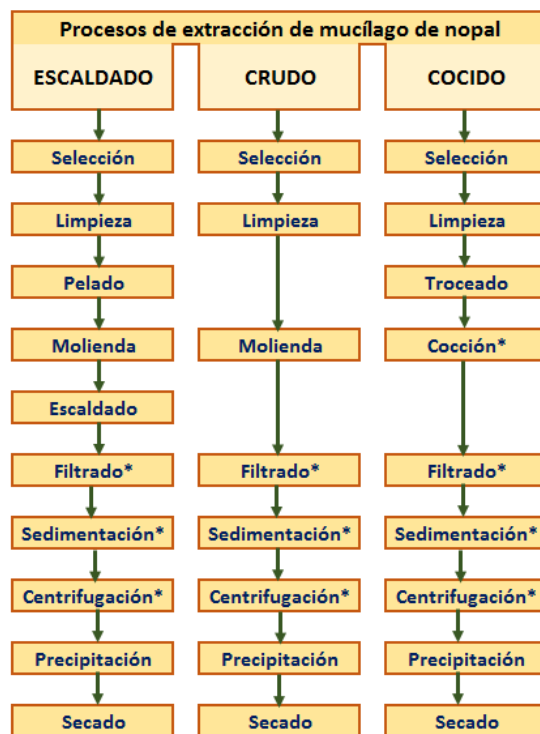 Procesos de extracción de mucílago de nopal
ESCALDADO
Selección
Limpieza
Pelado
Molienda
Escaldado
Filtrado*
Sedimentación*
Centrifugación*
Precipitación
Secado
CRUDO
Selección
Limpieza
Molienda
Filtrado*
Sedimentación*
Centrifugación*
Precipitación
Secado
COCIDO
Selección
Limpieza
Troceado
Cocción*
Filtrado*
Sedimentación*
Centrifugación*
Precipitación
Secado